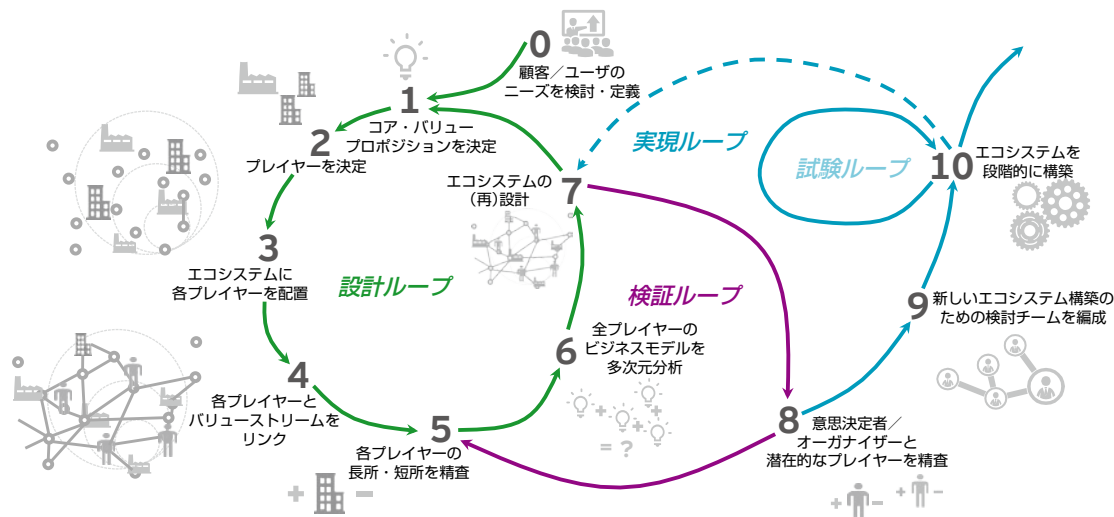 0
顧客／ユーザの
ニーズを検討・定義
1
コア・バリュー
プロポジションを決定
2
プレイヤーを決定
3
エコシステムに
各プレイヤーを配置
設計ループ
4
各プレイヤーと
バリューストリームを
リンク
5
各プレイヤーの
長所・短所を精査
+
−
6
全プレイヤーの
ビジネスモデルを
多次元分析
+
+
+
= ?
7
エコシステムの
（再）設計
検証ループ
8
意思決定者／
オーガナイザーと
潜在的なプレイヤーを精査
+
−
+
−
9
新しいエコシステム構築の
ための検討チームを編成
実現ループ
試験ループ
10
エコシステムを
段階的に構築